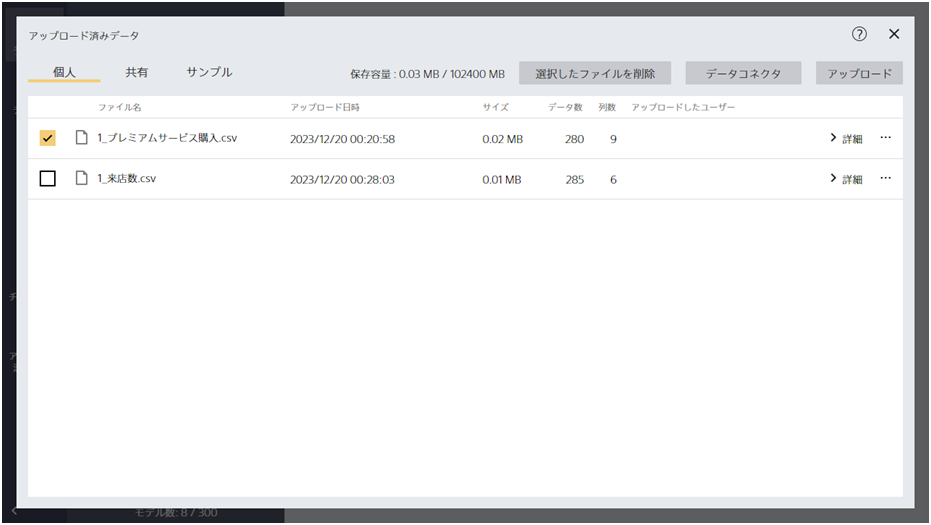 アップロード済みデータ
?
個人 共有 サンプル 保存容量 : 0.03 MB / 102400 MB 選択したファイルを削除 データコネクタ アップロード
ファイル名 アップロード日時 サイズ データ数 列数 アップロードしたユーザー
1_プレミアムサービス購入.csv 2023/12/20 00:20:58 0.02 MB 280 9 詳細 ...
1_来店数.csv 2023/12/20 00:28:03 0.01 MB 285 6 詳細 ...
モデル数: 8 / 300